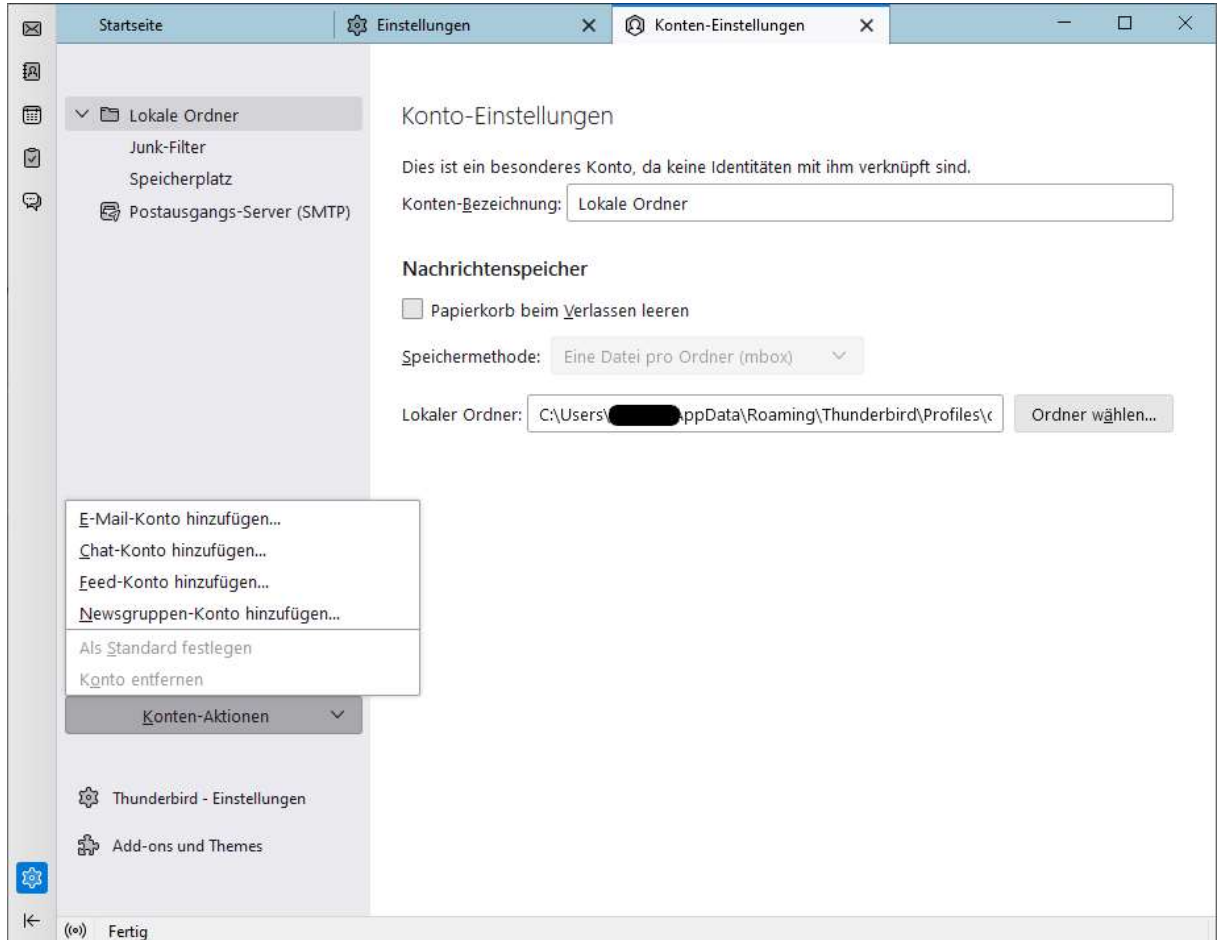 Startseite
Einstellungen
Konten-Einstellungen
Lokale Ordner
Junk-Filter
Speicherplatz
Postausgangs-Server (SMTP)
Konto-Einstellungen
Dies ist ein besonderes Konto, da keine Identitäten mit ihm verknüpft sind.
Konten-Bezeichnung: Lokale Ordner
Nachrichtenspeicher
Papierkorb beim Verlassen leeren
Speichermethode: Eine Datei pro Ordner (mbox)
Lokaler Ordner: C:\Users\ ppData\Roaming\Thunderbird\Profiles\ Ordner wählen...
E-Mail-Konto hinzufügen...
Chat-Konto hinzufügen...
Feed-Konto hinzufügen...
Newsgruppen-Konto hinzufügen...
Als Standard festlegen
Konto entfernen
Konten-Aktionen
Thunderbird - Einstellungen
Add-ons und Themes
Fertig